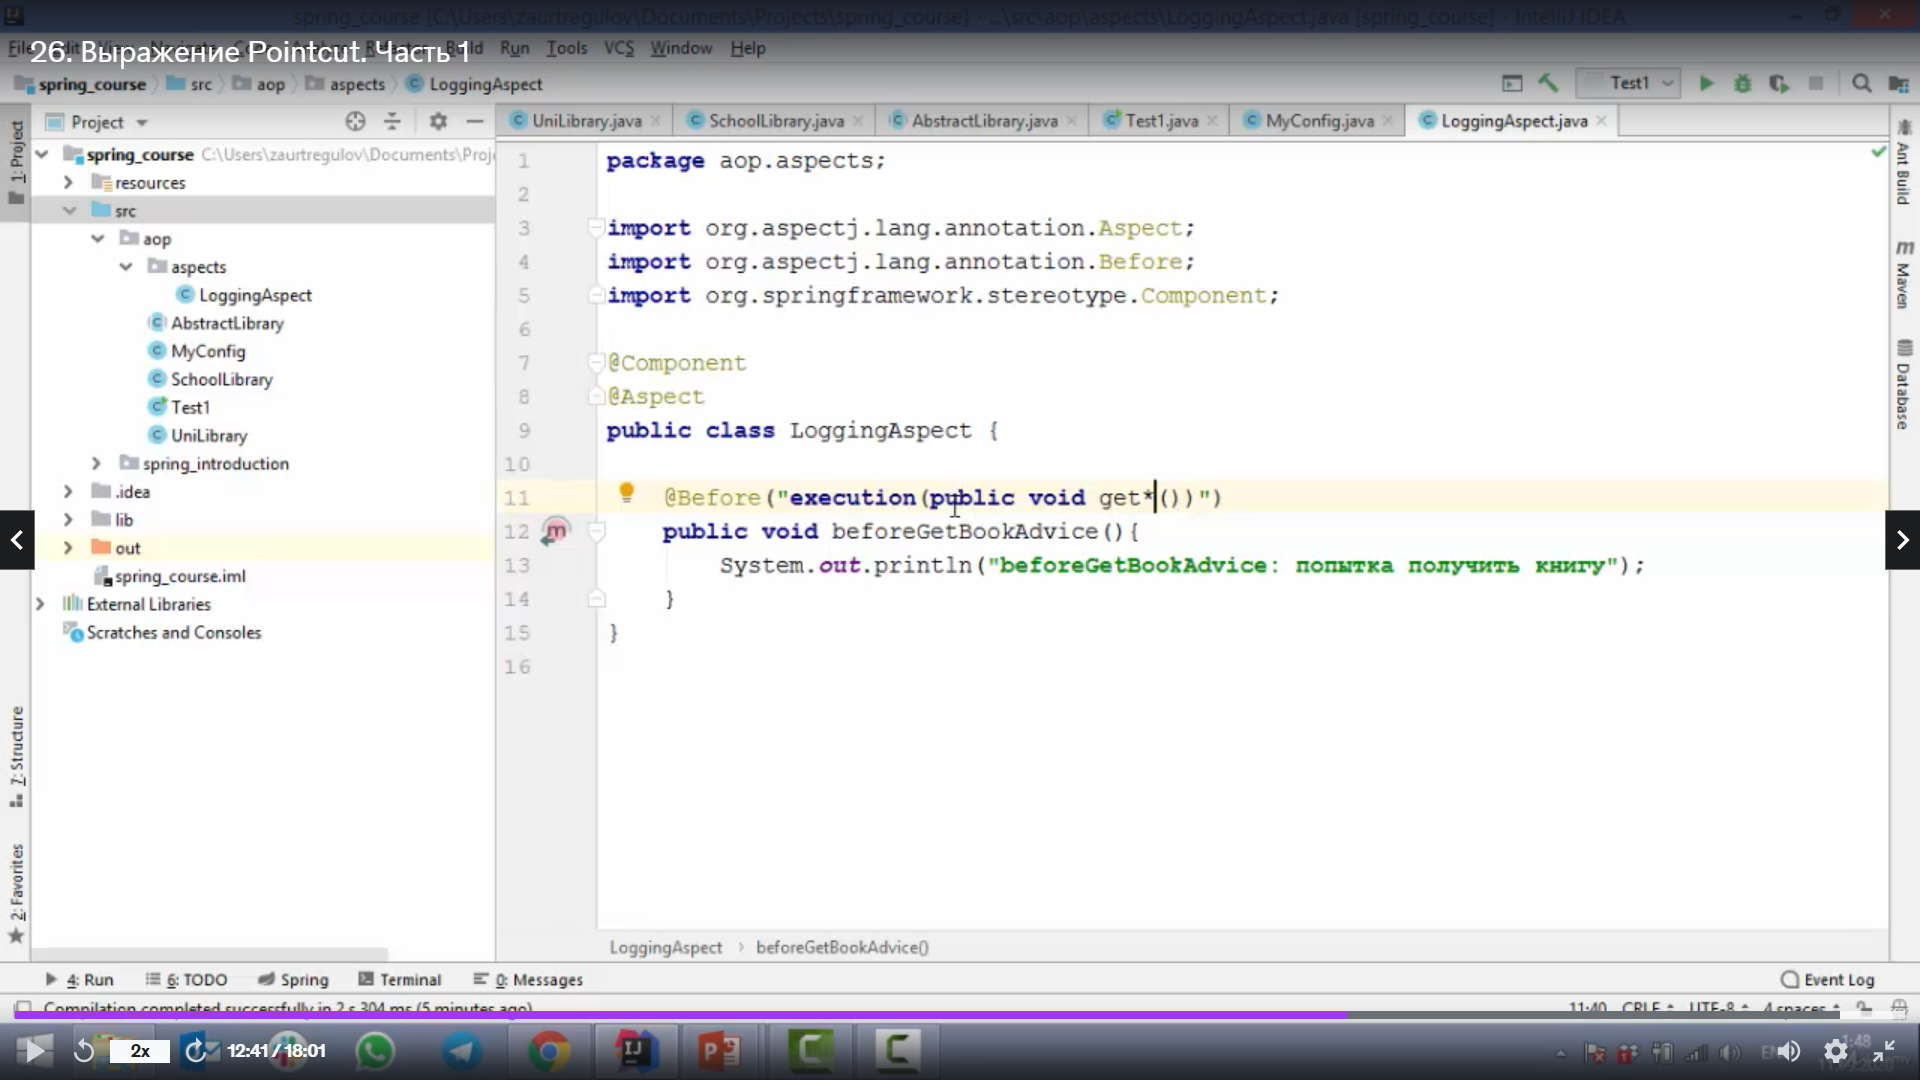 spring_course [C:\Users\zaurtregulov\Documents\Projects\spring_course] - ...\src\aop\aspects\LoggingAspect.java [spring_course] - IntelliJ IDEA
26. Выражение Pointcut. Часть 1
File Run Tools VCS Window Help
spring_course src aop aspects LoggingAspect
Test1
Project
UniLibrary.java SchoolLibrary.java AbstractLibrary.java Test1.java MyConfig.java LoggingAspect.java
1: Project
spring_course C:\Users\zaurtregulov\Documents\Proj
resources
src
aop
aspects
LoggingAspect
AbstractLibrary
MyConfig
SchoolLibrary
Test1
UniLibrary
spring_introduction
.idea
lib
out
spring_course.iml
External Libraries
Scratches and Consoles
7: Structure
2: Favorites
1 package aop.aspects;
2
3 import org.aspectj.lang.annotation.Aspect;
4 import org.aspectj.lang.annotation.Before;
5 import org.springframework.stereotype.Component;
6
7 @Component
8 @Aspect
9 public class LoggingAspect {
10
11 @Before("execution(public void get*())")
12 public void beforeGetBookAdvice(){
13 System.out.println("beforeGetBookAdvice: попытка получить книгу");
14 }
15 }
16
Ant Build
m Maven
Database
LoggingAspect > beforeGetBookAdvice()
4: Run 6: TODO Spring Terminal 0: Messages Event Log
Compilation completed successfully in 2 s 304 ms (5 minutes ago) 11:40 CRLF UTF-8 4 spaces
2x 12:41 / 18:01